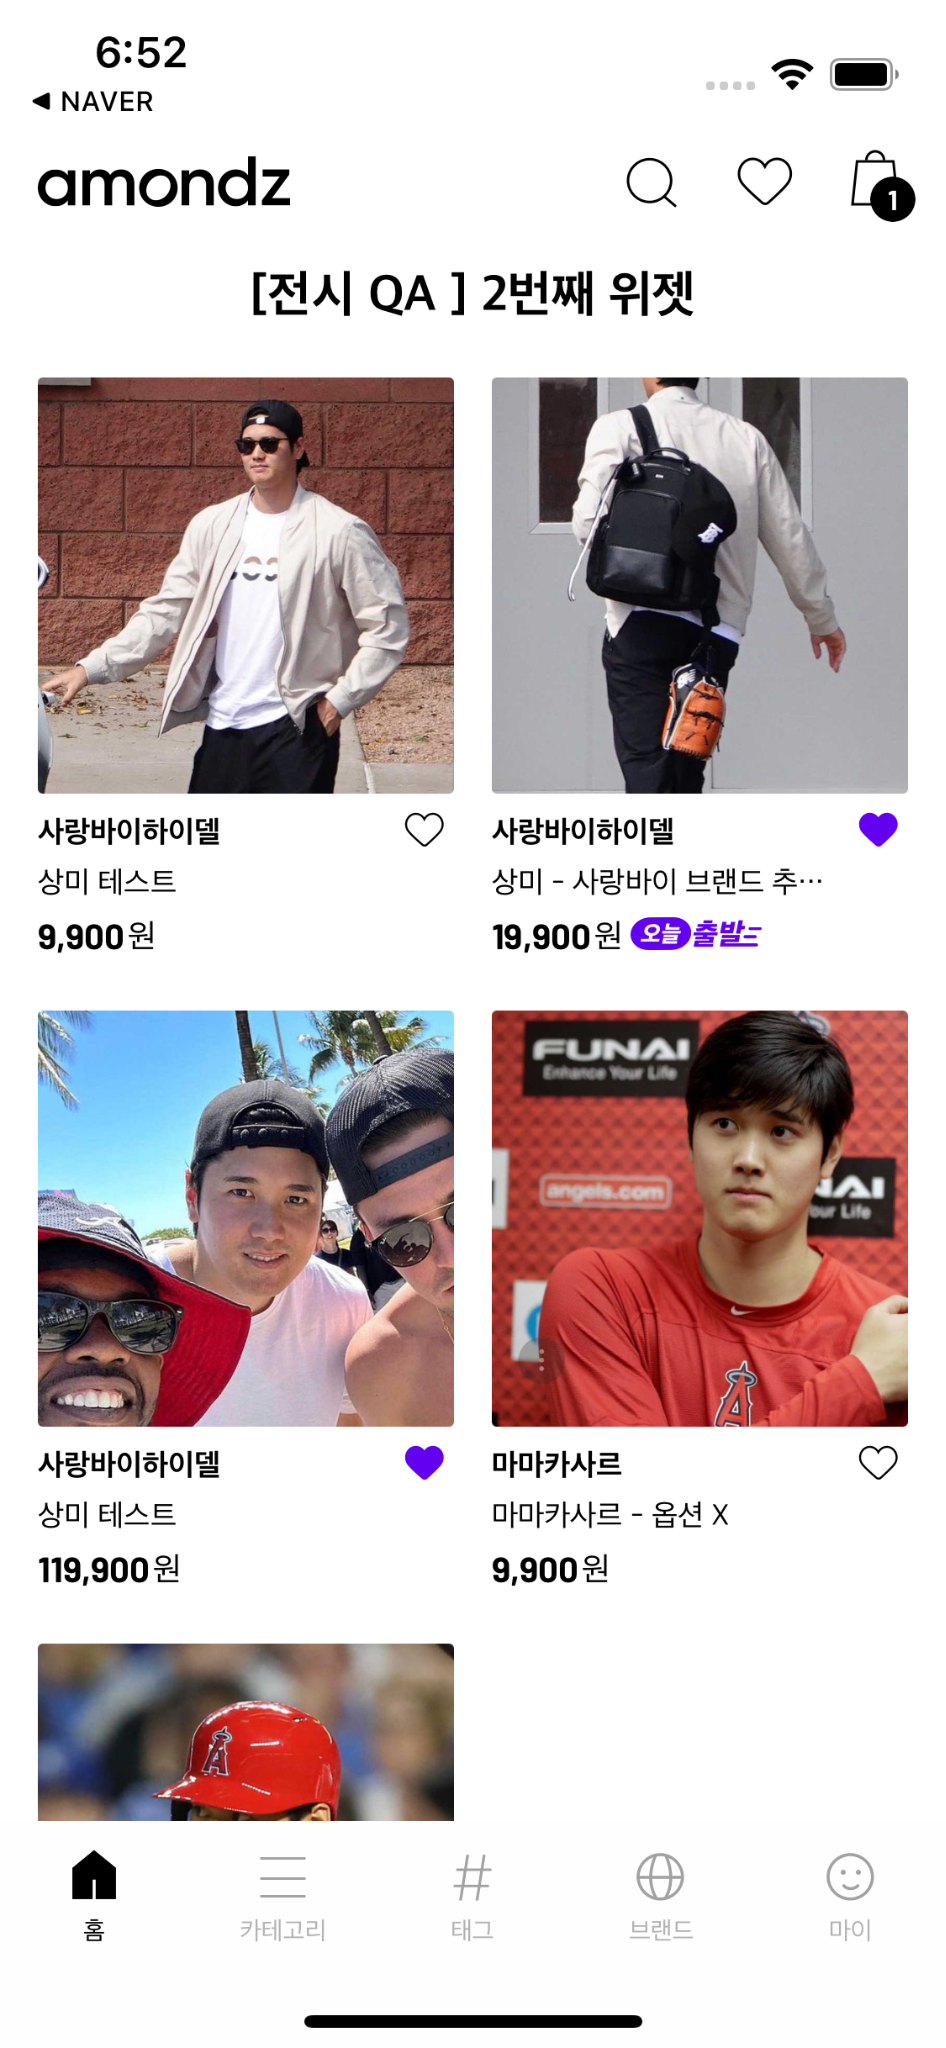 6:52
◀ NAVER
amondz
1
[전시 QA ] 2번째 위젯
사랑바이하이델
상미 테스트
9,900원
사랑바이하이델
상미 - 사랑바이 브랜드 추···
19,900원 오늘출발
FUNAI
Enhance Your Life
angels.com
NAI
our Life
A
사랑바이하이델
상미 테스트
119,900원
마마카사르
마마카사르 - 옵션 X
9,900원
A
홈
카테고리
태그
브랜드
마이